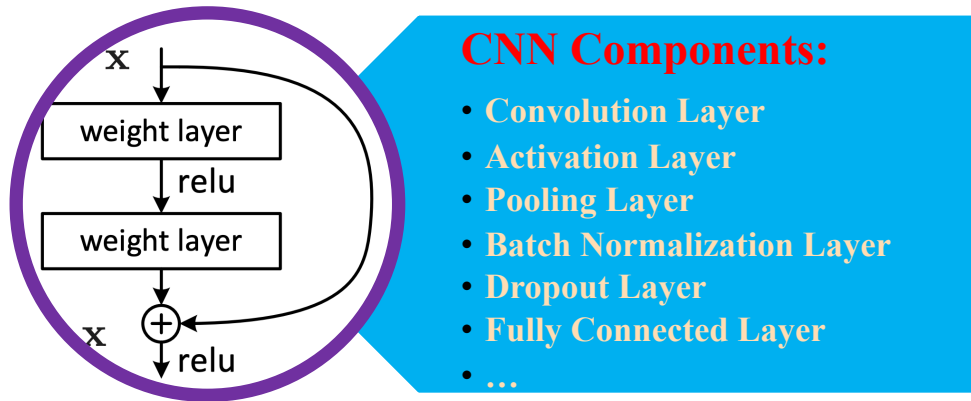 x
weight layer
relu
weight layer
+
x
relu
CNN Components:
• Convolution Layer
• Activation Layer
• Pooling Layer
• Batch Normalization Layer
• Dropout Layer
• Fully Connected Layer
• ...